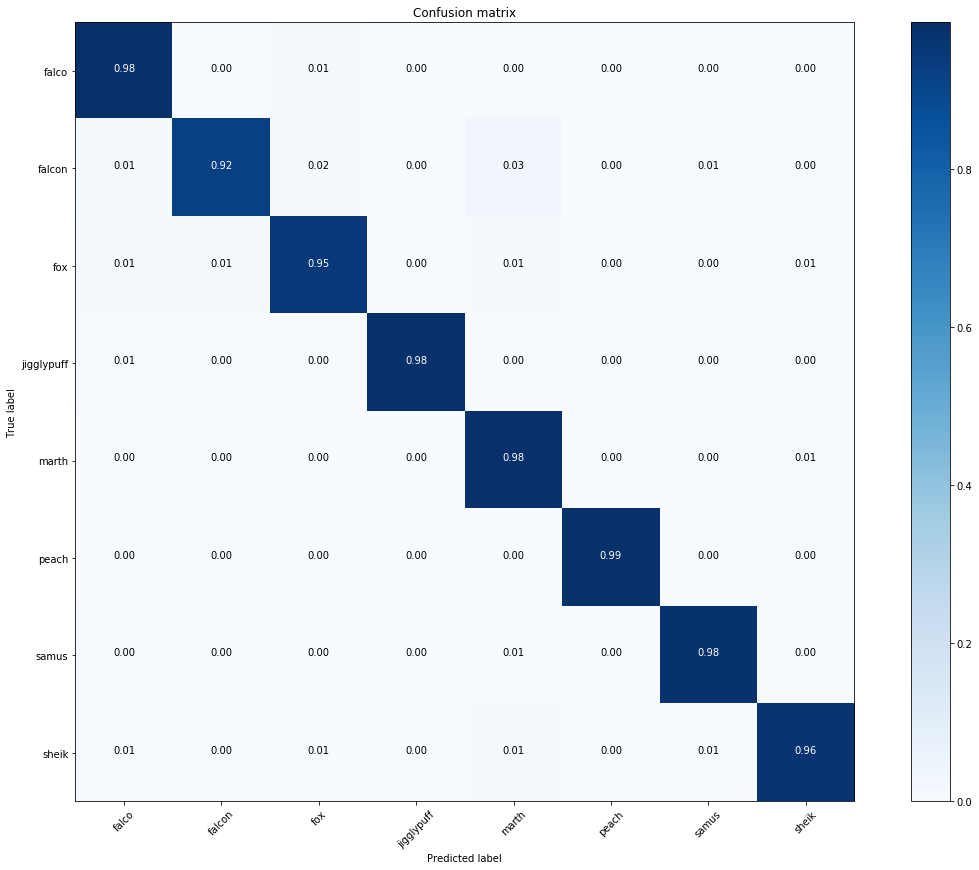 Confusion matrix
falco 0.98 0.00 0.01 0.00 0.00 0.00 0.00 0.00
falcon 0.01 0.92 0.02 0.00 0.03 0.00 0.01 0.00
0.8
fox 0.01 0.01 0.95 0.00 0.01 0.00 0.00 0.01
0.6
jigglypuff 0.01 0.00 0.00 0.98 0.00 0.00 0.00 0.00
True label
marth 0.00 0.00 0.00 0.00 0.98 0.00 0.00 0.01
0.4
peach 0.00 0.00 0.00 0.00 0.00 0.99 0.00 0.00
0.2
samus 0.00 0.00 0.00 0.00 0.01 0.00 0.98 0.00
sheik 0.01 0.00 0.01 0.00 0.01 0.00 0.01 0.96
0.0
falco falcon fox jigglypuff marth peach samus sheik
Predicted label